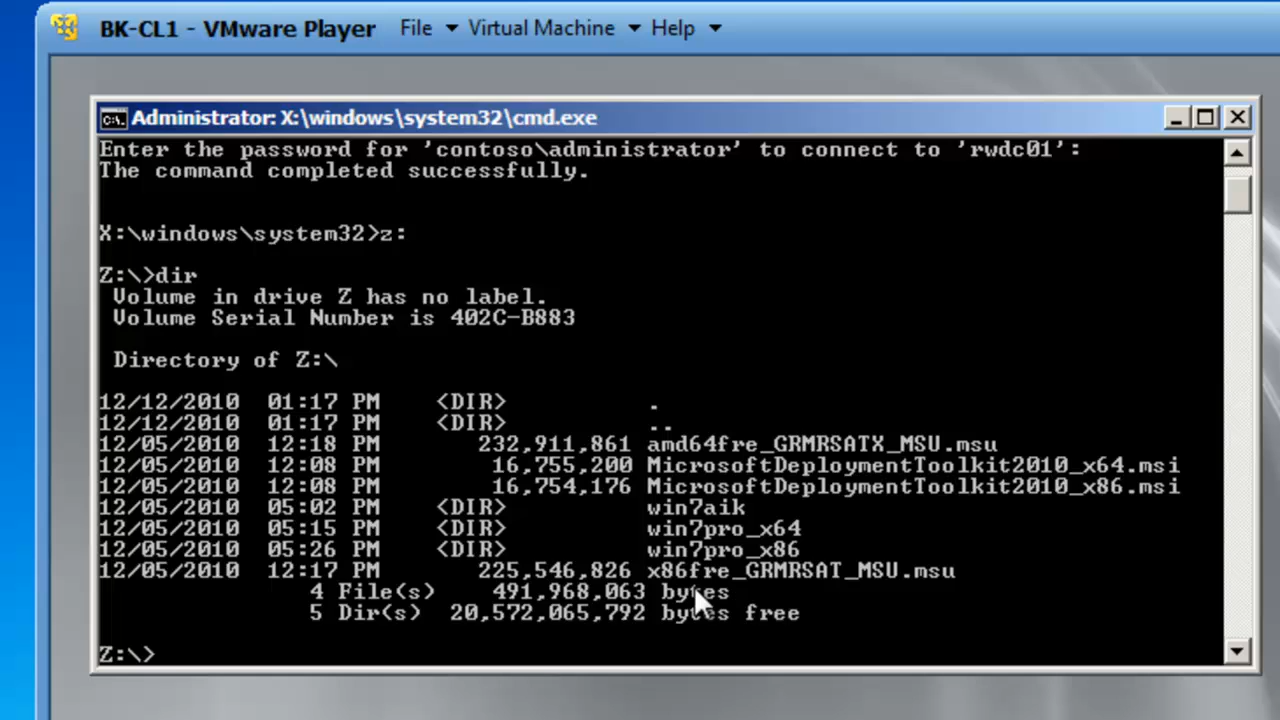 BK-CL1 - VMware Player File Virtual Machine Help
C:\. Administrator: X:\windows\system32\cmd.exe
Enter the password for 'contoso\administrator' to connect to 'rwdc01':
The command completed successfully.
X:\windows\system32>z:
Z:\>dir
Volume in drive Z has no label.
Volume Serial Number is 402C-B883
Directory of Z:\
12/12/2010 01:17 PM <DIR> .
12/12/2010 01:17 PM <DIR> ..
12/05/2010 12:18 PM 232,911,861 amd64fre_GRMRSATX_MSU.msu
12/05/2010 12:08 PM 16,755,200 MicrosoftDeploymentToolkit2010_x64.msi
12/05/2010 12:08 PM 16,754,176 MicrosoftDeploymentToolkit2010_x86.msi
12/05/2010 05:02 PM <DIR> win7aik
12/05/2010 05:15 PM <DIR> win7pro_x64
12/05/2010 05:26 PM <DIR> win7pro_x86
12/05/2010 12:17 PM 225,546,826 x86fre_GRMRSAT_MSU.msu
4 File(s) 491,968,063 bytes
5 Dir(s) 20,572,065,792 bytes free
Z:\>